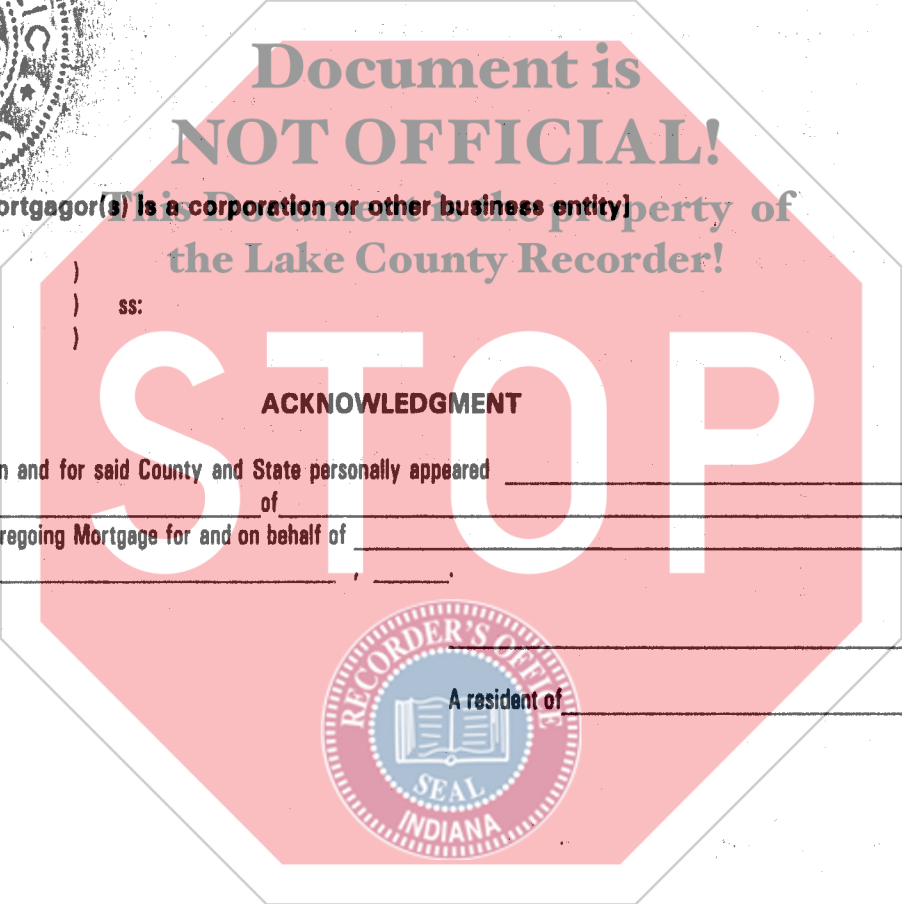 Document is
NOT OFFICIAL!
ortgagor(s) is a corporation or other business entity]
This Document is the property of
the Lake County Recorder!
)
) ss:
)
STOP
ACKNOWLEDGMENT
n and for said County and State personally appeared
of
regoing Mortgage for and on behalf of
, .
RECORDER'S OFFICE
A resident of
SEAL
INDIANA